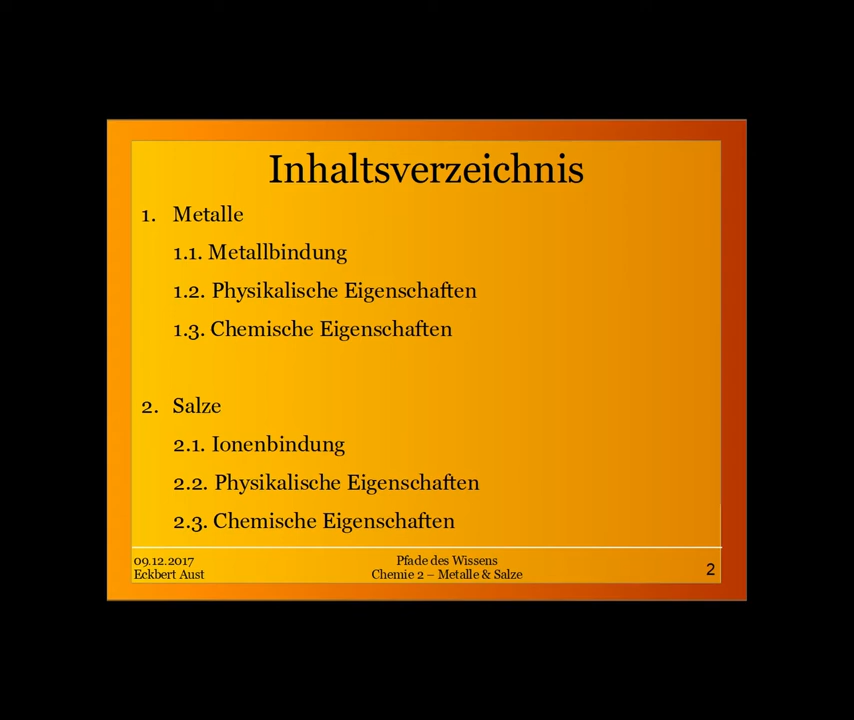 Inhaltsverzeichnis
1. Metalle
1.1. Metallbindung
1.2. Physikalische Eigenschaften
1.3. Chemische Eigenschaften
2. Salze
2.1. Ionenbindung
2.2. Physikalische Eigenschaften
2.3. Chemische Eigenschaften
09.12.2017
Eckbert Aust
Pfade des Wissens
Chemie 2 – Metalle & Salze
2